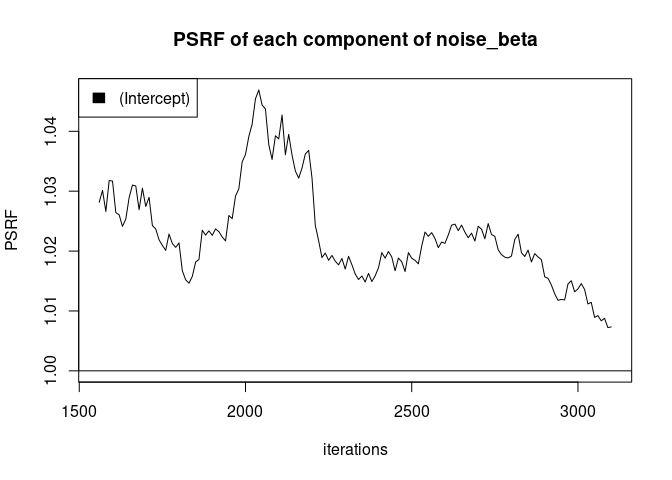 PSRF of each component of noise_beta
(Intercept)
PSRF
1.04
1.03
1.02
1.01
1.00
1500 2000 2500 3000
iterations